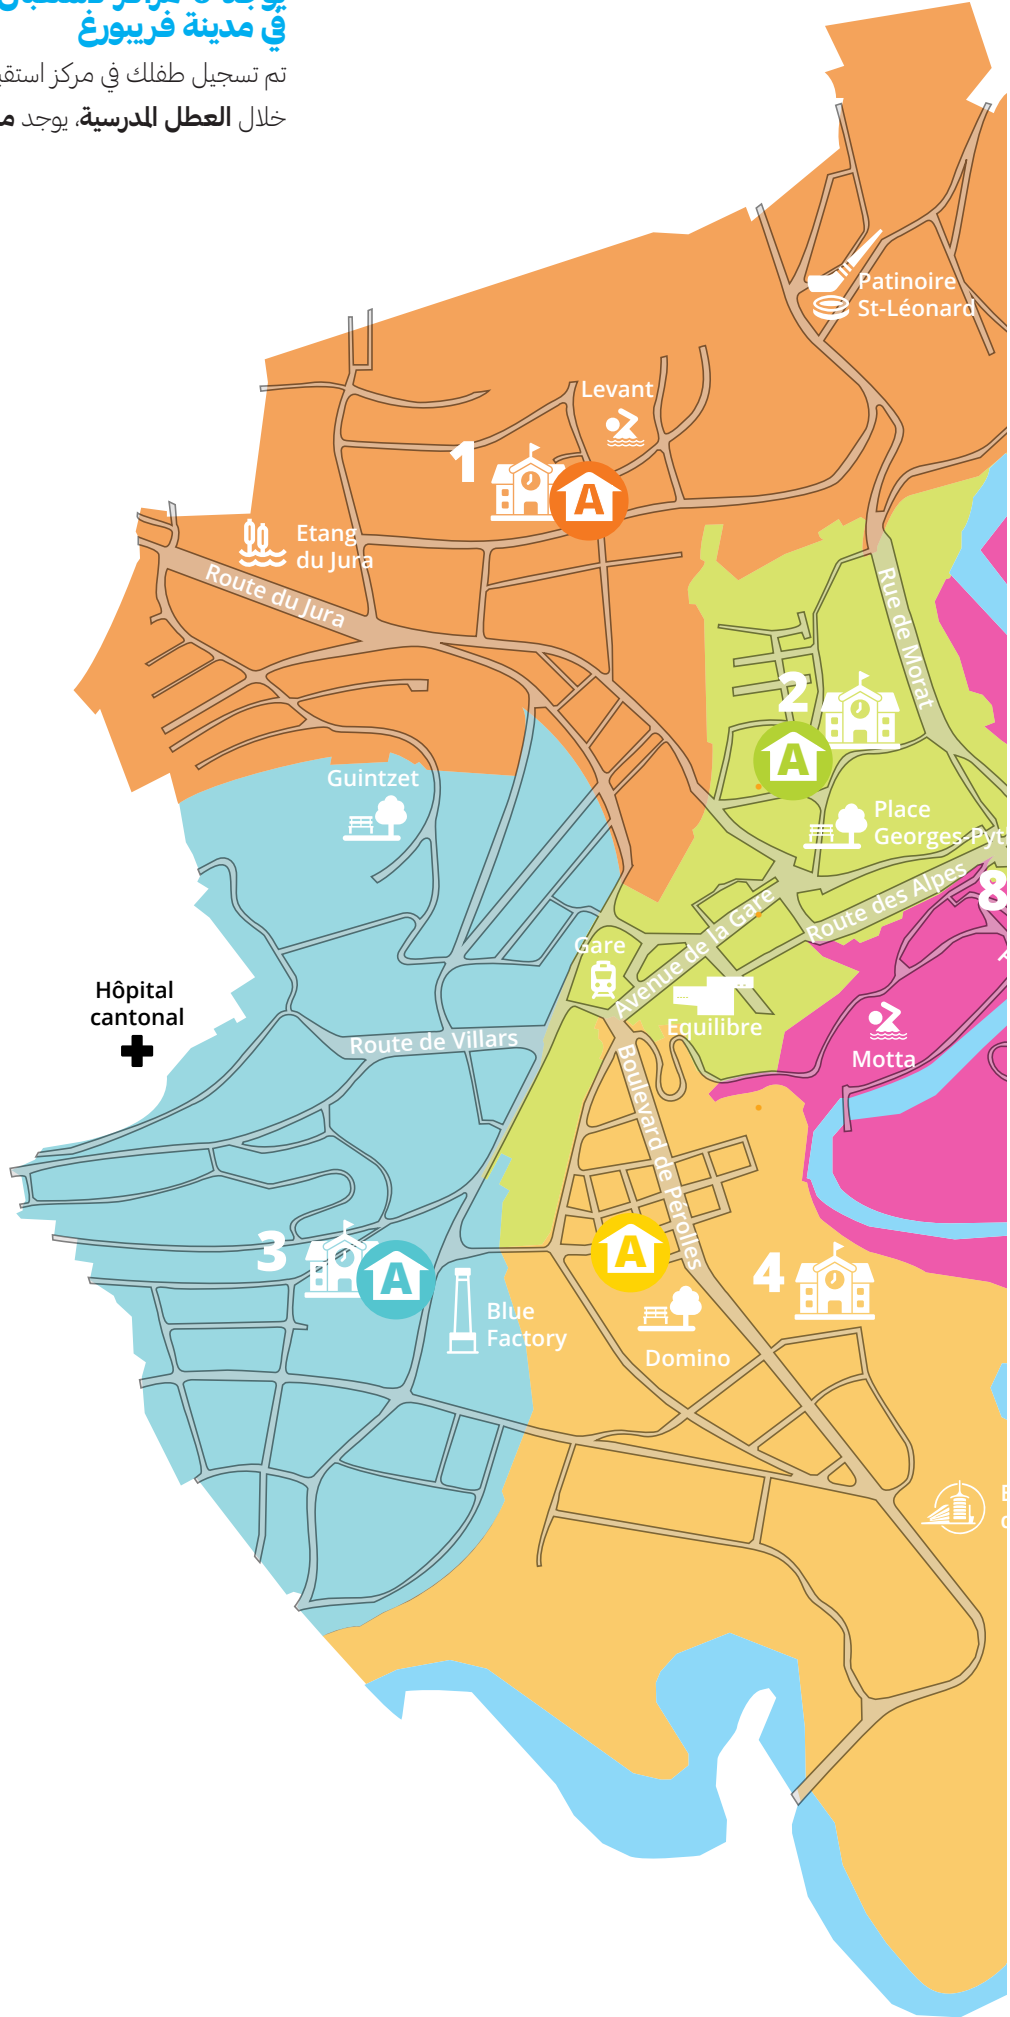 في مدينة فريبورغ
تم تسجيل طفلك في مركز
خلال العطل المدرسية، يوجد
Patinoire
St-Léonard
Levant
1
A
Etang
du Jura
Route du Jura
Rue de Morat
2
A
Guintzet
Place
Georges-Pyt
Route des Alpes
8
Avenue de la Gare
Gare
Equilibre
Hôpital
cantonal
Route de Villars
Motta
Boulevard de Pérolles
3
A
A
4
Blue
Factory
Domino